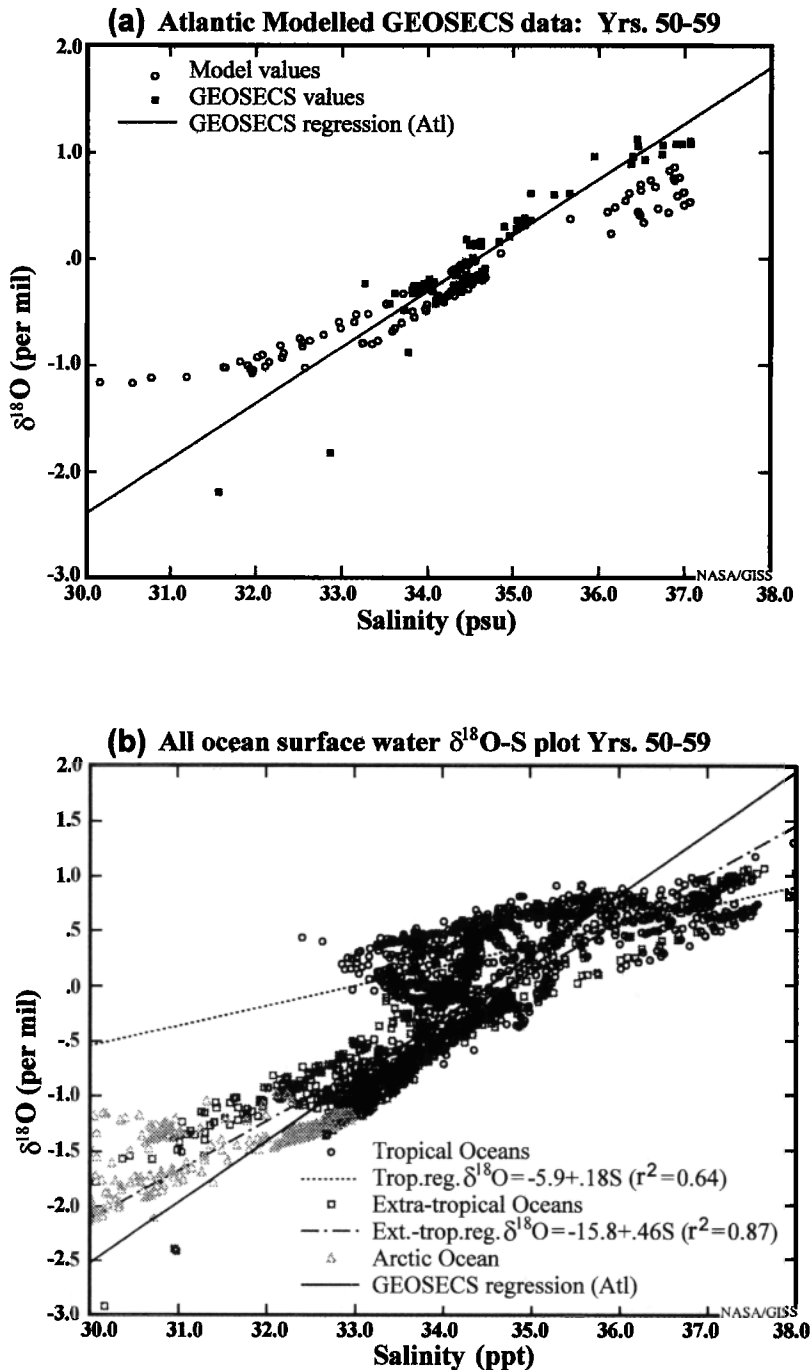 (a) Atlantic Modelled GEOSECS data: Yrs. 50-59
2.0
1.0
.0
-1.0
-2.0
-3.0
δ18O (per mil)
Model values
GEOSECS values
GEOSECS regression (Atl)
NASA/GISS
30.0 31.0 32.0 33.0 34.0 35.0 36.0 37.0 38.0
Salinity (psu)
(b) All ocean surface water δ18O-S plot Yrs. 50-59
2.0
1.5
1.0
.5
.0
-.5
-1.0
-1.5
-2.0
-2.5
-3.0
δ18O (per mil)
Tropical Oceans
Trop.reg. δ18O=-5.9+.18S (r2=0.64)
Extra-tropical Oceans
Ext.-trop.reg. δ18O=-15.8+.46S (r2=0.87)
Arctic Ocean
GEOSECS regression (Atl)
NASA/GISS
30.0 31.0 32.0 33.0 34.0 35.0 36.0 37.0 38.0
Salinity (ppt)